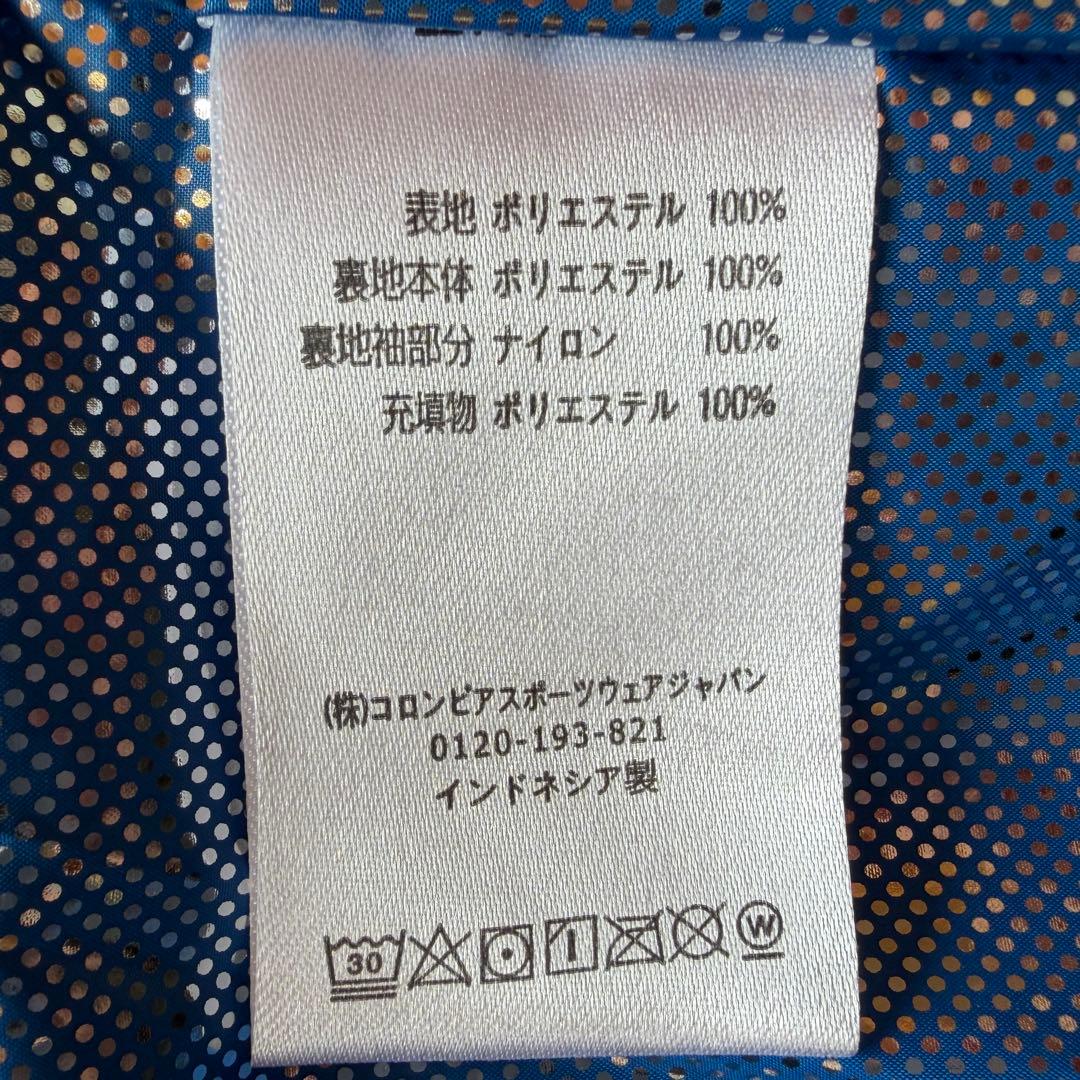 表地 ポリエステル 100%
裏地本体 ポリエステル 100%
裏地袖部分 ナイロン 100%
充填物 ポリエステル 100%
(株)コロンビアスポーツウェアジャパン
0120-193-821
インドネシア製
30
W